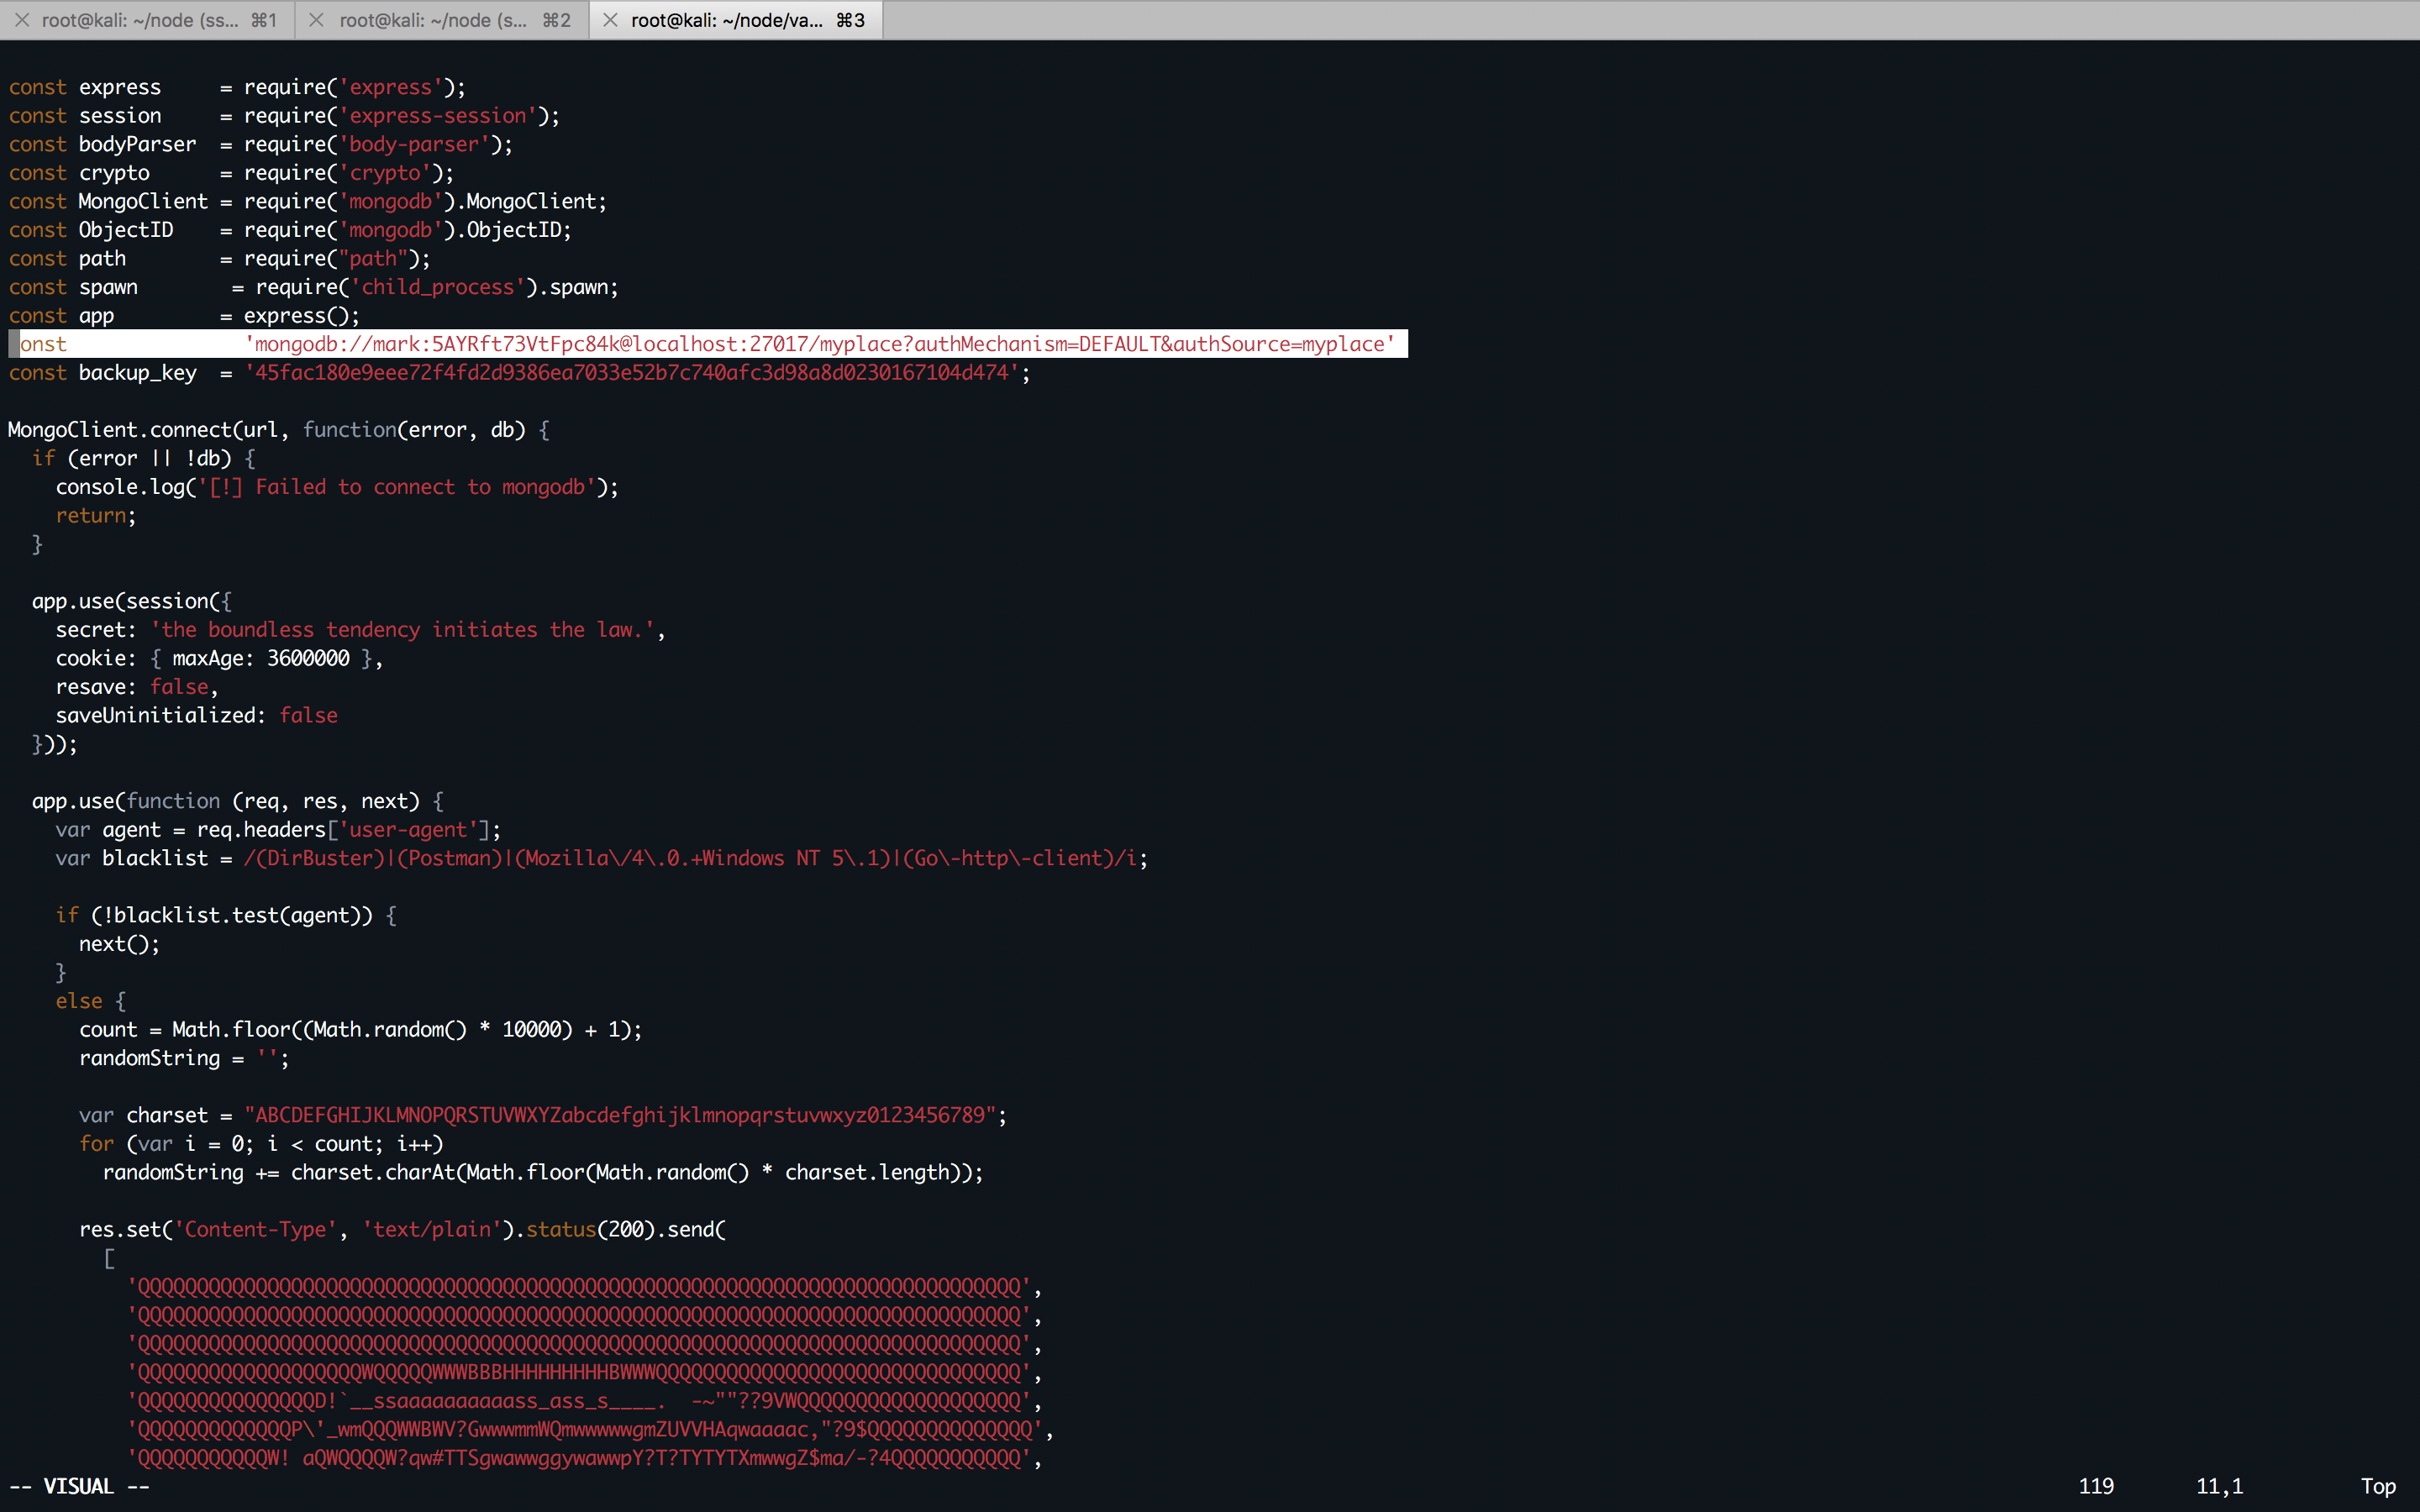 root@kali: ~/node (ss... ⌘1
root@kali: ~/node (s... ⌘2
root@kali: ~/node/va... ⌘3
const express     = require('express');
const session     = require('express-session');
const bodyParser  = require('body-parser');
const crypto      = require('crypto');
const MongoClient = require('mongodb').MongoClient;
const ObjectID    = require('mongodb').ObjectID;
const path        = require("path");
const spawn        = require('child_process').spawn;
const app         = express();
onst               'mongodb://mark:5AYRft73VtFpc84k@localhost:27017/myplace?authMechanism=DEFAULT&authSource=myplace'
const backup_key  = '45fac180e9eee72f4fd2d9386ea7033e52b7c740afc3d98a8d0230167104d474';
MongoClient.connect(url, function(error, db) {
  if (error || !db) {
    console.log('[!] Failed to connect to mongodb');
    return;
  }
  app.use(session({
    secret: 'the boundless tendency initiates the law.',
    cookie: { maxAge: 3600000 },
    resave: false,
    saveUninitialized: false
  }));
  app.use(function (req, res, next) {
    var agent = req.headers['user-agent'];
    var blacklist = /(DirBuster)|(Postman)|(Mozilla\/4\.0.+Windows NT 5\.1)|(Go\-http\-client)/i;
    if (!blacklist.test(agent)) {
      next();
    }
    else {
      count = Math.floor((Math.random() * 10000) + 1);
      randomString = '';
      var charset = "ABCDEFGHIJKLMNOPQRSTUVWXYZabcdefghijklmnopqrstuvwxyz0123456789";
      for (var i = 0; i < count; i++)
        randomString += charset.charAt(Math.floor(Math.random() * charset.length));
      res.set('Content-Type', 'text/plain').status(200).send(
        [
          'QQQQQQQQQQQQQQQQQQQQQQQQQQQQQQQQQQQQQQQQQQQQQQQQQQQQQQQQQQQQQQQQQQQQQQQQQQQ',
          'QQQQQQQQQQQQQQQQQQQQQQQQQQQQQQQQQQQQQQQQQQQQQQQQQQQQQQQQQQQQQQQQQQQQQQQQQQQ',
          'QQQQQQQQQQQQQQQQQQQQQQQQQQQQQQQQQQQQQQQQQQQQQQQQQQQQQQQQQQQQQQQQQQQQQQQQQQQ',
          'QQQQQQQQQQQQQQQQQQQWQQQQQWWWBBBHHHHHHHHHBWWWQQQQQQQQQQQQQQQQQQQQQQQQQQQQQQQ',
          'QQQQQQQQQQQQQQQD!`__ssaaaaaaaaaass_ass_s____.  -~""??9VWQQQQQQQQQQQQQQQQQQQ',
          'QQQQQQQQQQQQQP\'_wmQQQWWBWV?GwwwmmWQmwwwwwgmZUVVHAqwaaaac,"?9$QQQQQQQQQQQQQQ',
          'QQQQQQQQQQQW! aQWQQQQW?qw#TTSgwawwggywawwpY?T?TYTYTXmwwgZ$ma/-?4QQQQQQQQQQQ',
-- VISUAL --                    119       11,1          Top